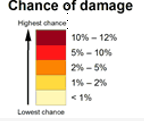 Chance of damage
Highest chance
10% – 12%
5% – 10%
2% – 5%
1% – 2%
< 1%
Lowest chance